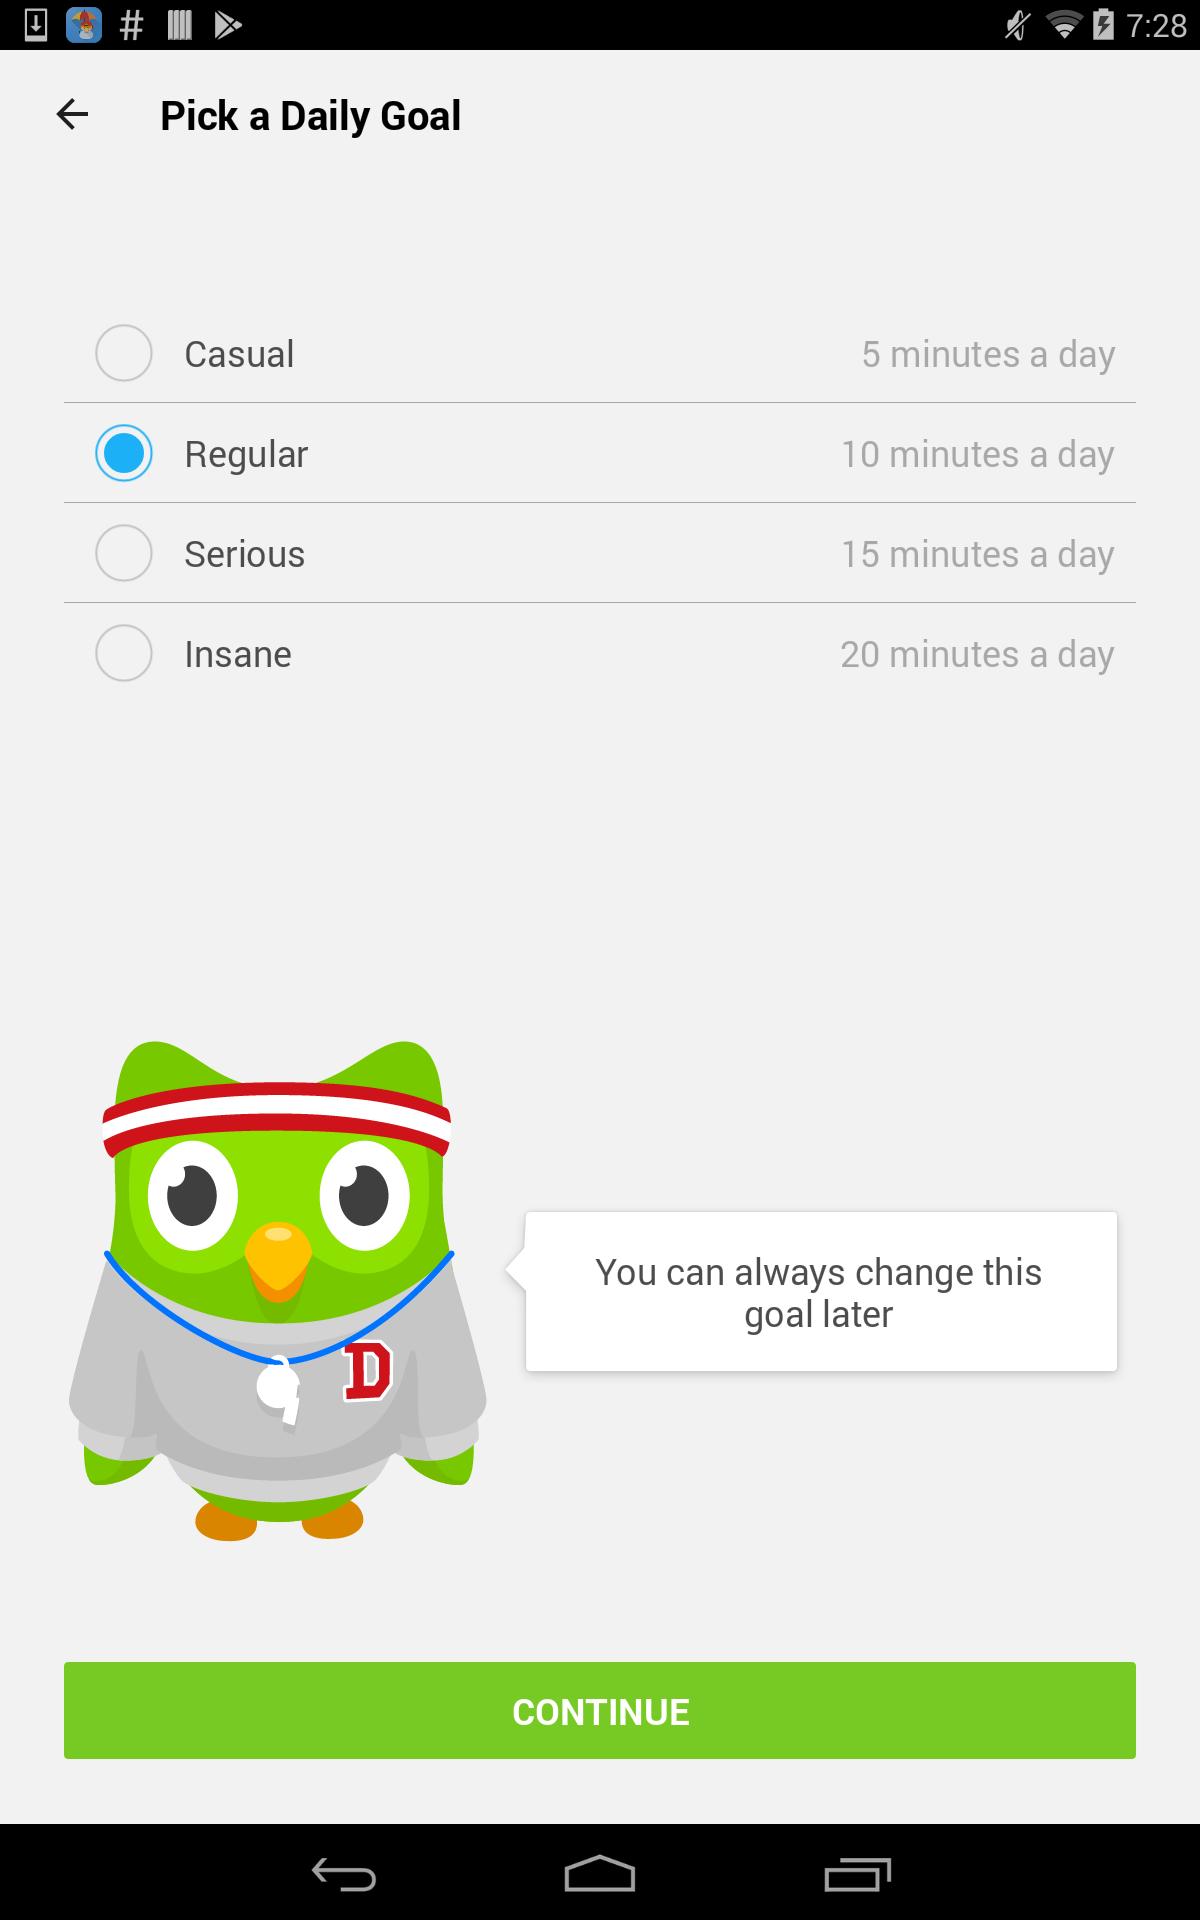 7:28
Pick a Daily Goal
Casual 5 minutes a day
Regular 10 minutes a day
Serious 15 minutes a day
Insane 20 minutes a day
D
You can always change this
goal later
CONTINUE